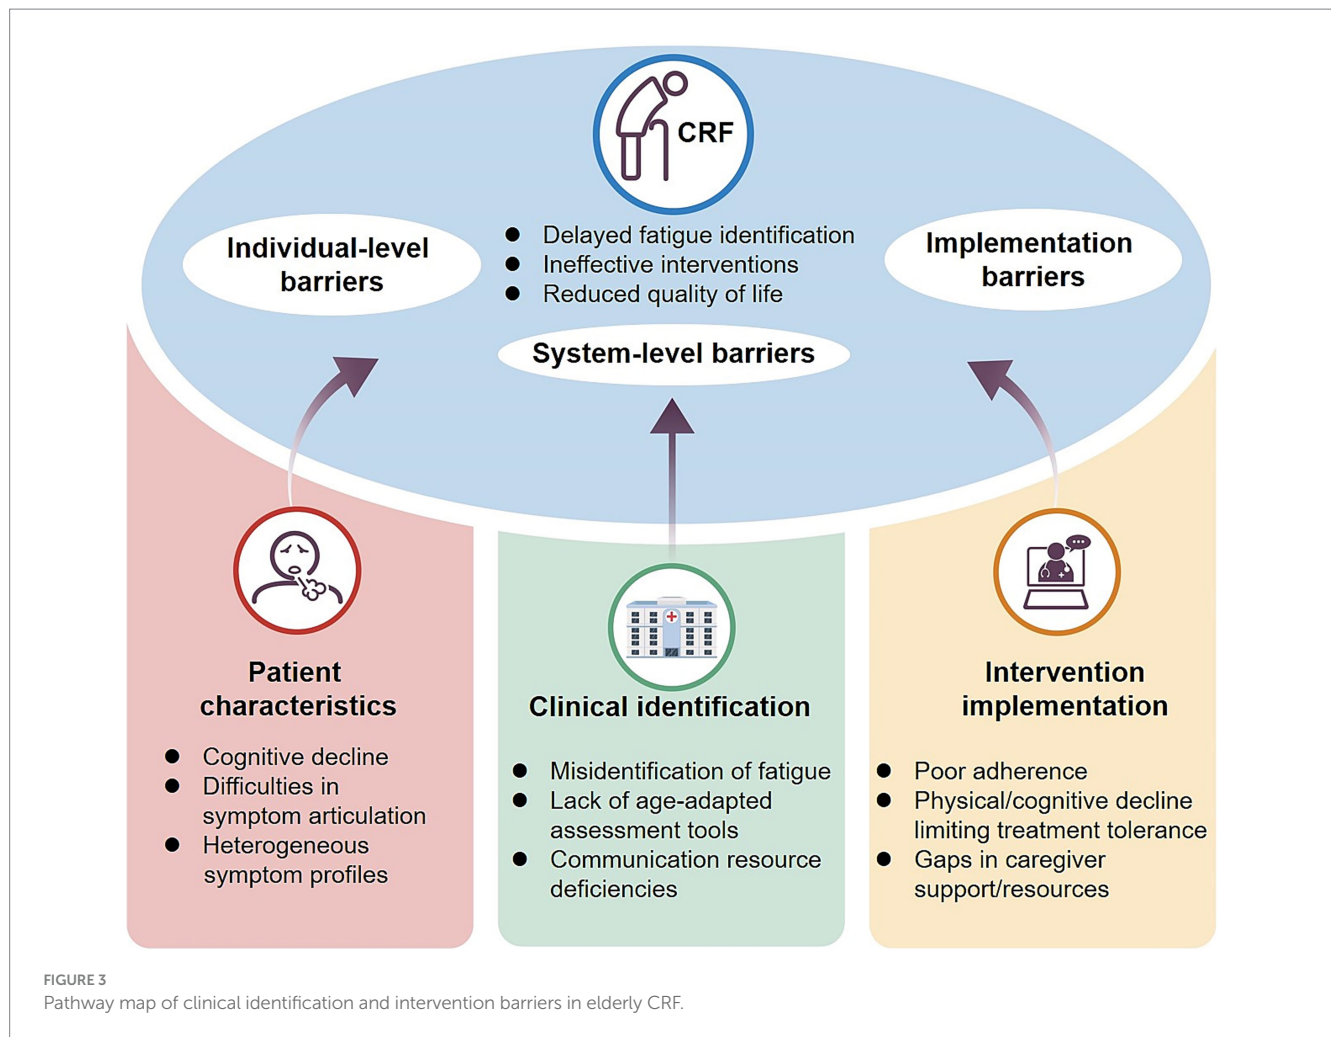 CRF
● Delayed fatigue identification
● Ineffective interventions
● Reduced quality of life
Individual-level
barriers
System-level barriers
Implementation
barriers
Patient
characteristics
● Cognitive decline
● Difficulties in
symptom articulation
● Heterogeneous
symptom profiles
Clinical identification
● Misidentification of fatigue
● Lack of age-adapted
assessment tools
● Communication resource
deficiencies
Intervention
implementation
● Poor adherence
● Physical/cognitive decline
limiting treatment tolerance
● Gaps in caregiver
support/resources
FIGURE 3
Pathway map of clinical identification and intervention barriers in elderly CRF.